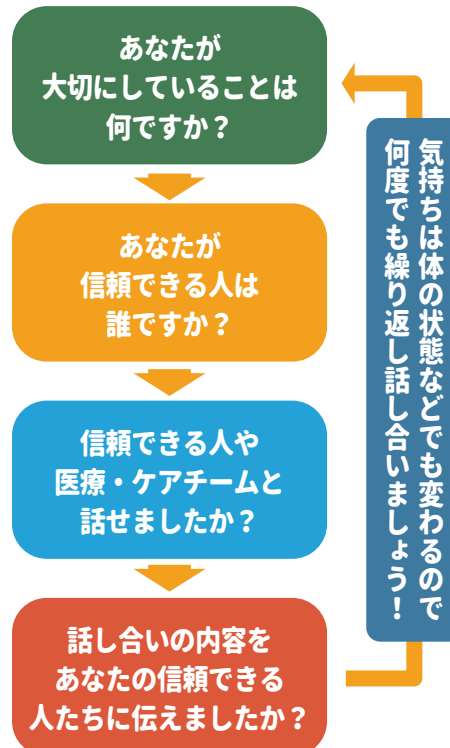 あなたが
大切にしていることは
何ですか？
あなたが
信頼できる人は
誰ですか？
信頼できる人や
医療・ケアチームと
話せましたか？
話し合いの内容を
あなたの信頼できる
人たちに伝えましたか？
気持ちは体の状態などでも変わるので
何度でも繰り返し話し合いましょう！